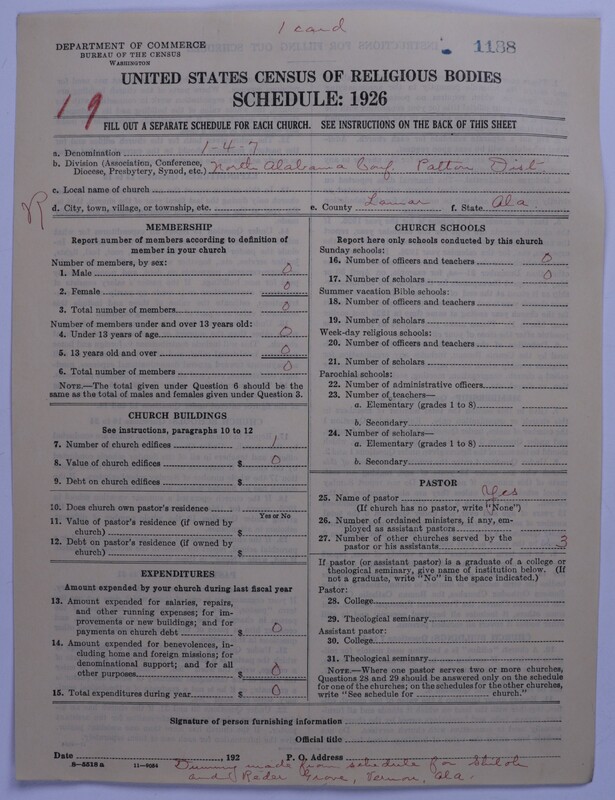 1 card
DEPARTMENT OF COMMERCE
BUREAU OF THE CENSUS
WASHINGTON
1138
UNITED STATES CENSUS OF RELIGIOUS BODIES
SCHEDULE: 1926
19
FILL OUT A SEPARATE SCHEDULE FOR EACH CHURCH. SEE INSTRUCTIONS ON THE BACK OF THIS SHEET
a. Denomination 1-4-7
b. Division (Association, Conference, Diocese, Presbytery, Synod, etc.) North Alabama Conf. Patton Dist
c. Local name of church
R
d. City, town, village, or township, etc. e. County Lamar f. State Ala.
MEMBERSHIP
Report number of members according to definition of
member in your church
Number of members, by sex:
1. Male 0
2. Female 0
3. Total number of members 0
Number of members under and over 13 years old:
4. Under 13 years of age 0
5. 13 years old and over 0
6. Total number of members 0
NOTE.—The total given under Question 6 should be the
same as the total of males and females given under Question 3.
CHURCH BUILDINGS
See instructions, paragraphs 10 to 12
7. Number of church edifices 1
8. Value of church edifices $ 0
9. Debt on church edifices $
10. Does church own pastor's residence
Yes or No
11. Value of pastor's residence (if owned by
church) $
12. Debt on pastor's residence (if owned by
church) $
EXPENDITURES
Amount expended by your church during last fiscal year
13. Amount expended for salaries, repairs,
and other running expenses; for im-
provements or new buildings; and for
payments on church debt $ 0
14. Amount expended for benevolences, in-
cluding home and foreign missions; for
denominational support; and for all
other purposes $ 0
15. Total expenditures during year $ 0
CHURCH SCHOOLS
Report here only schools conducted by this church
Sunday schools:
16. Number of officers and teachers 0
17. Number of scholars 0
Summer vacation Bible schools:
18. Number of officers and teachers
19. Number of scholars
Week-day religious schools:
20. Number of officers and teachers
21. Number of scholars
Parochial schools:
22. Number of administrative officers
23. Number of teachers—
a. Elementary (grades 1 to 8)
b. Secondary
24. Number of scholars—
a. Elementary (grades 1 to 8)
b. Secondary
PASTOR
25. Name of pastor Yes
(If church has no pastor, write "None")
26. Number of ordained ministers, if any, em-
ployed as assistant pastors
27. Number of other churches served by the
pastor or his assistants 3
If pastor (or assistant pastor) is a graduate of a college or
theological seminary, give name of institution below. (If
not a graduate, write "No" in the space indicated.)
Pastor:
28. College
29. Theological seminary
Assistant pastor:
30. College
31. Theological seminary
NOTE.—Where one pastor serves two or more churches,
Questions 28 and 29 should be answered only on the schedule
for one of the churches; on the schedules for the other churches,
write "See schedule for church."
Signature of person furnishing information
Official title
Date , 192 P. O. Address
8-5518 a 11-9084
Dummy made from schedule for Shiloh
and Reder Grove, Vernon, Ala.